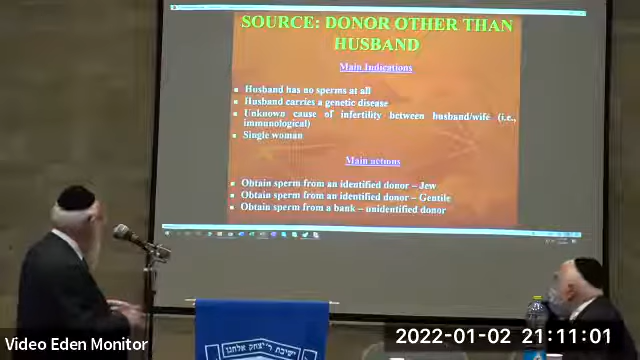 SOURCE: DONOR OTHER THAN
HUSBAND
Main Indications
Husband has no sperms at all
Husband carries a genetic disease
Unknown cause of infertility between husband/wife (i.e.,
immunological)
Single woman
Main actions
Obtain sperm from an identified donor – Jew
Obtain sperm from an identified donor – Gentile
Obtain sperm from a bank – unidentified donor
ישיבת ר׳ יצחק אלחנן
Video Eden Monitor
2022-01-02 21:11:01